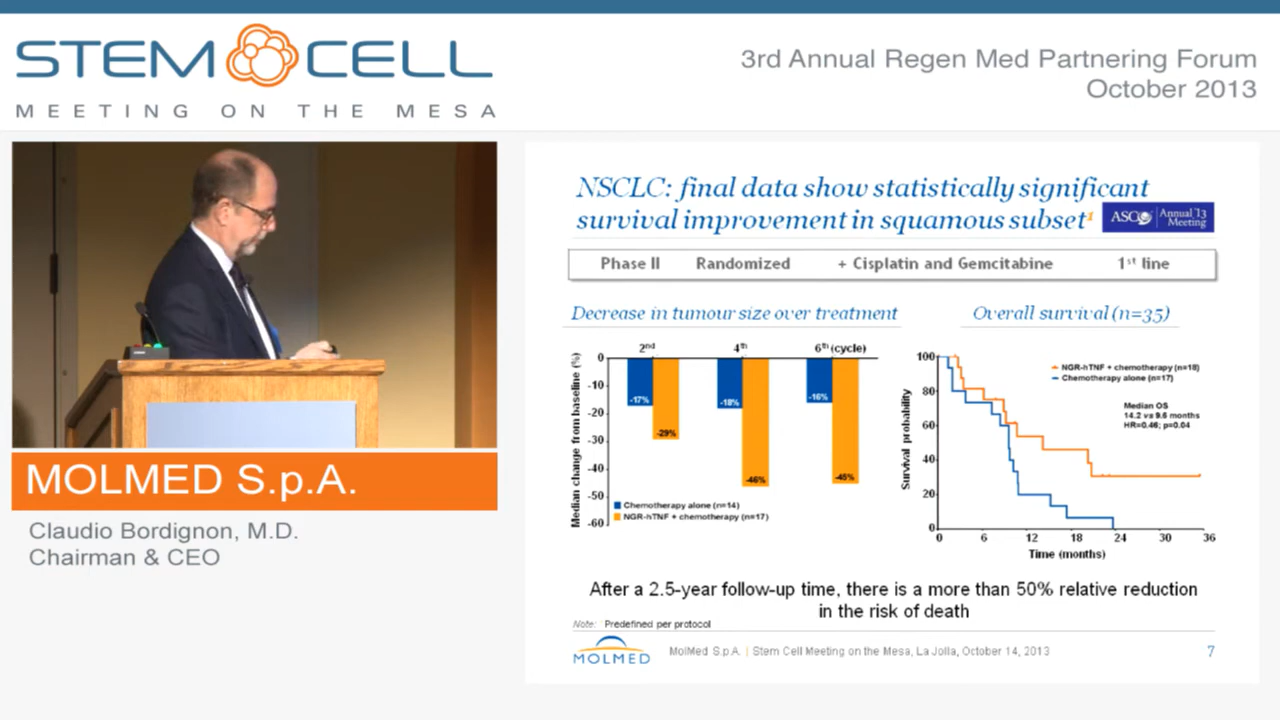 STEM CELL
MEETING ON THE MESA
3rd Annual Regen Med Partnering Forum
October 2013
MOLMED S.p.A.
Claudio Bordignon, M.D.
Chairman & CEO
NSCLC: final data show statistically significant
survival improvement in squamous subset¹
ASCO Annual '13 Meeting
Phase II Randomized + Cisplatin and Gemcitabine 1st line
Decrease in tumour size over treatment
2nd 4th 6th (cycle)
Median change from baseline (%)
0
-10
-20
-30
-40
-50
-60
-17% -18% -16%
-29%
-46% -45%
Chemotherapy alone (n=14)
NGR-hTNF + chemotherapy (n=17)
Overall survival (n=35)
Survival probability
100
80
60
40
20
0
NGR-hTNF + chemotherapy (n=18)
Chemotherapy alone (n=17)
Median OS
14.2 vs 9.6 months
HR=0.46; p=0.04
0 6 12 18 24 30 36
Time (months)
After a 2.5-year follow-up time, there is a more than 50% relative reduction
in the risk of death
Note: Predefined per protocol
MOLMED
MolMed S.p.A. | Stem Cell Meeting on the Mesa, La Jolla, October 14, 2013
7